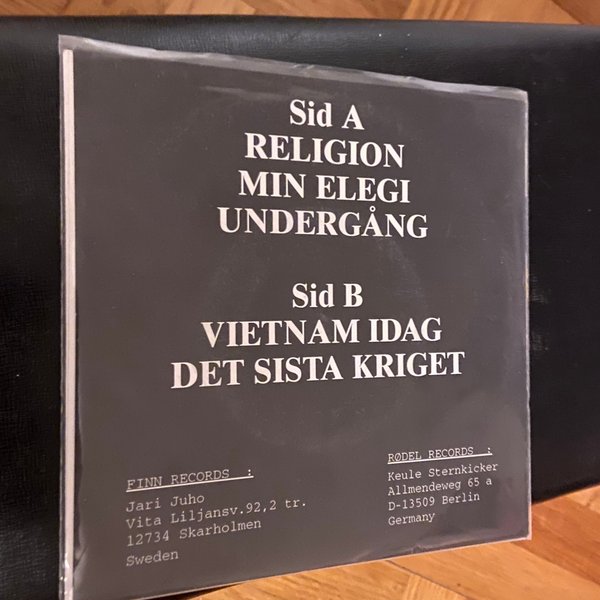 Sid A
RELIGION
MIN ELEGI
UNDERGÅNG
Sid B
VIETNAM IDAG
DET SISTA KRIGET
FINN RECORDS :
Jari Juho
Vita Liljansv.92,2 tr.
12734 Skarholmen
Sweden
RØDEL RECORDS :
Keule Sternkicker
Allmendeweg 65 a
D-13509 Berlin
Germany